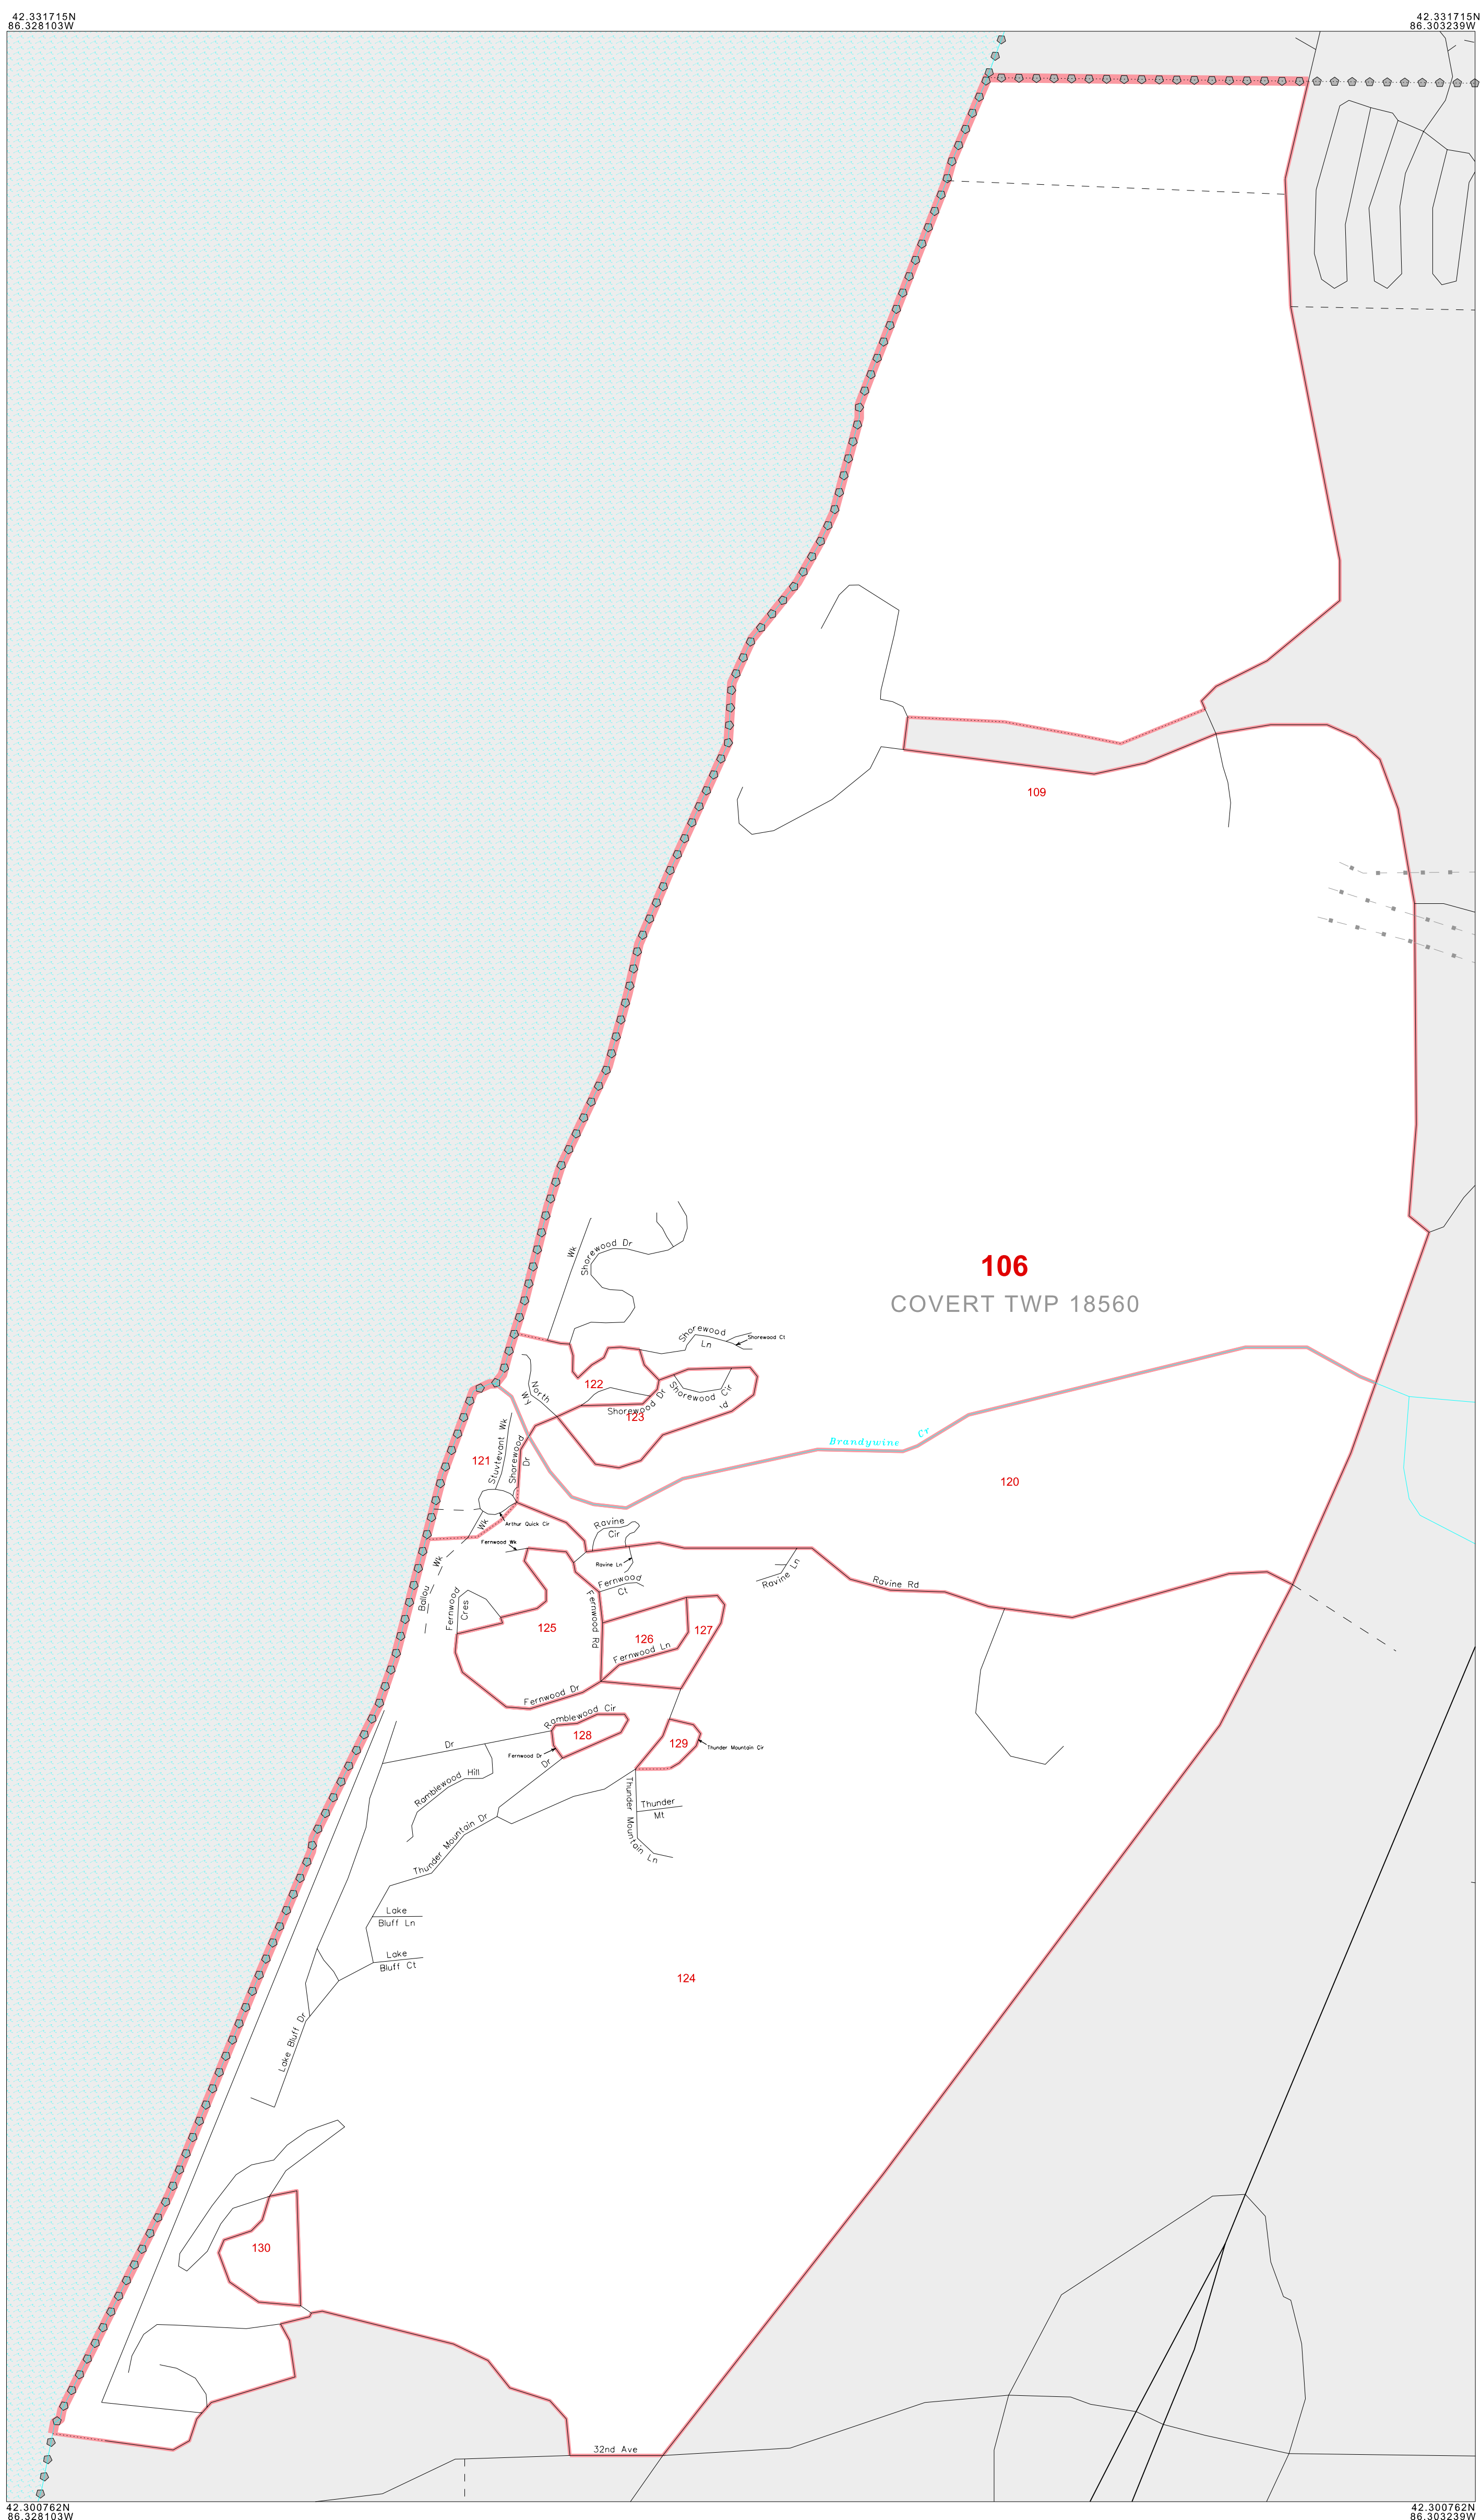 42.331715N
86.328103W
42.331715N
86.303239W
109
106
COVERT TWP 18560
Wk
Shorewood Dr
Shorewood
Ln
Shorewood Ct
122
North
Wy
Shorewood Cir
Shorewood Dr
123
rd
Brandywine Cr
121
Stuvtevant Wk
Shorewood
Dr
120
Wk
Arthur Quick Cir
Ravine
Cir
Fernwood Wk
Wk
Ravine Ln
Ravine Ln
Ravine Rd
Ballou
Fernwood
Cres
Fernwood
Ct
Fernwood Rd
125
126
127
Fernwood Ln
Fernwood Dr
Ramblewood Cir
128
129
Dr
Fernwood Dr
Dr
Thunder Mountain Cir
Ramblewood Hill
Thunder Mountain Dr
Thunder
Mt
Thunder Mountain Ln
Lake
Bluff Ln
Lake
Bluff Ct
124
Lake Bluff Dr
130
32nd Ave
42.300762N
86.328103W
42.300762N
86.303239W